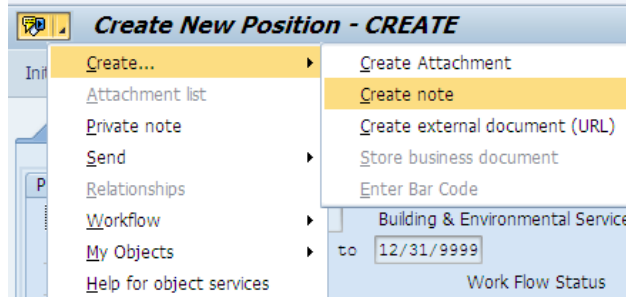 Create New Position - CREATE
Create...
Attachment list
Private note
Send
Relationships
Workflow
My Objects
Help for object services
Create Attachment
Create note
Create external document (URL)
Store business document
Enter Bar Code
Building & Environmental Service
to 12/31/9999
Work Flow Status